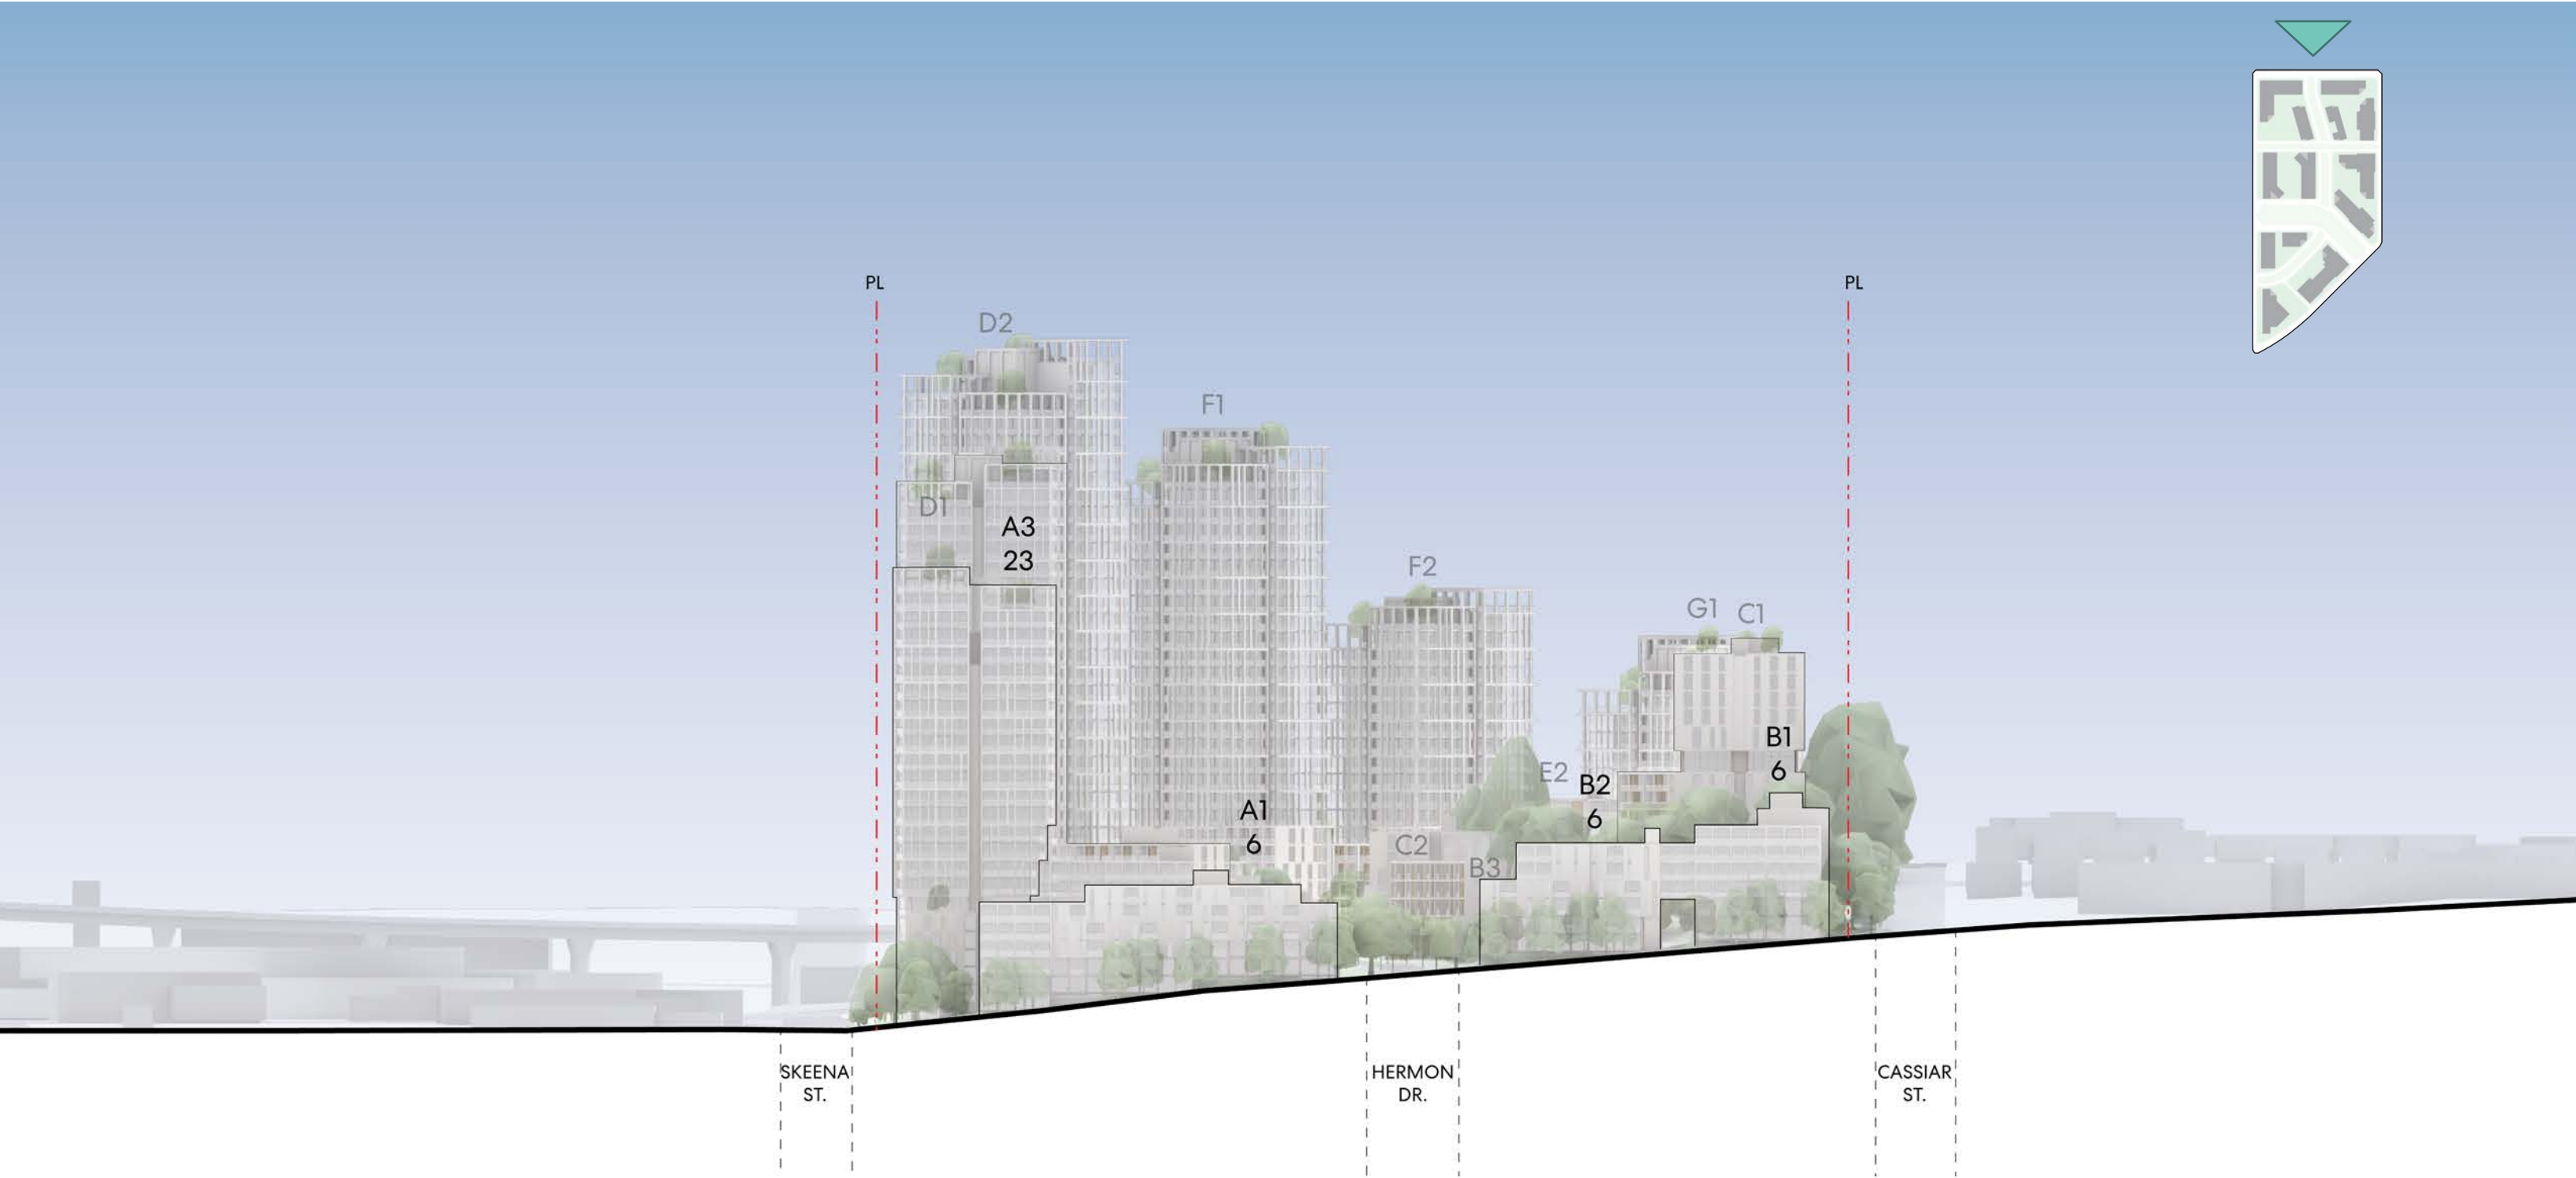 PL
PL
D2
F1
D1
A3
23
F2
G1
C1
B1
6
E2
B2
6
A1
6
C2
B3
SKEENA
ST.
HERMON
DR.
CASSIAR
ST.